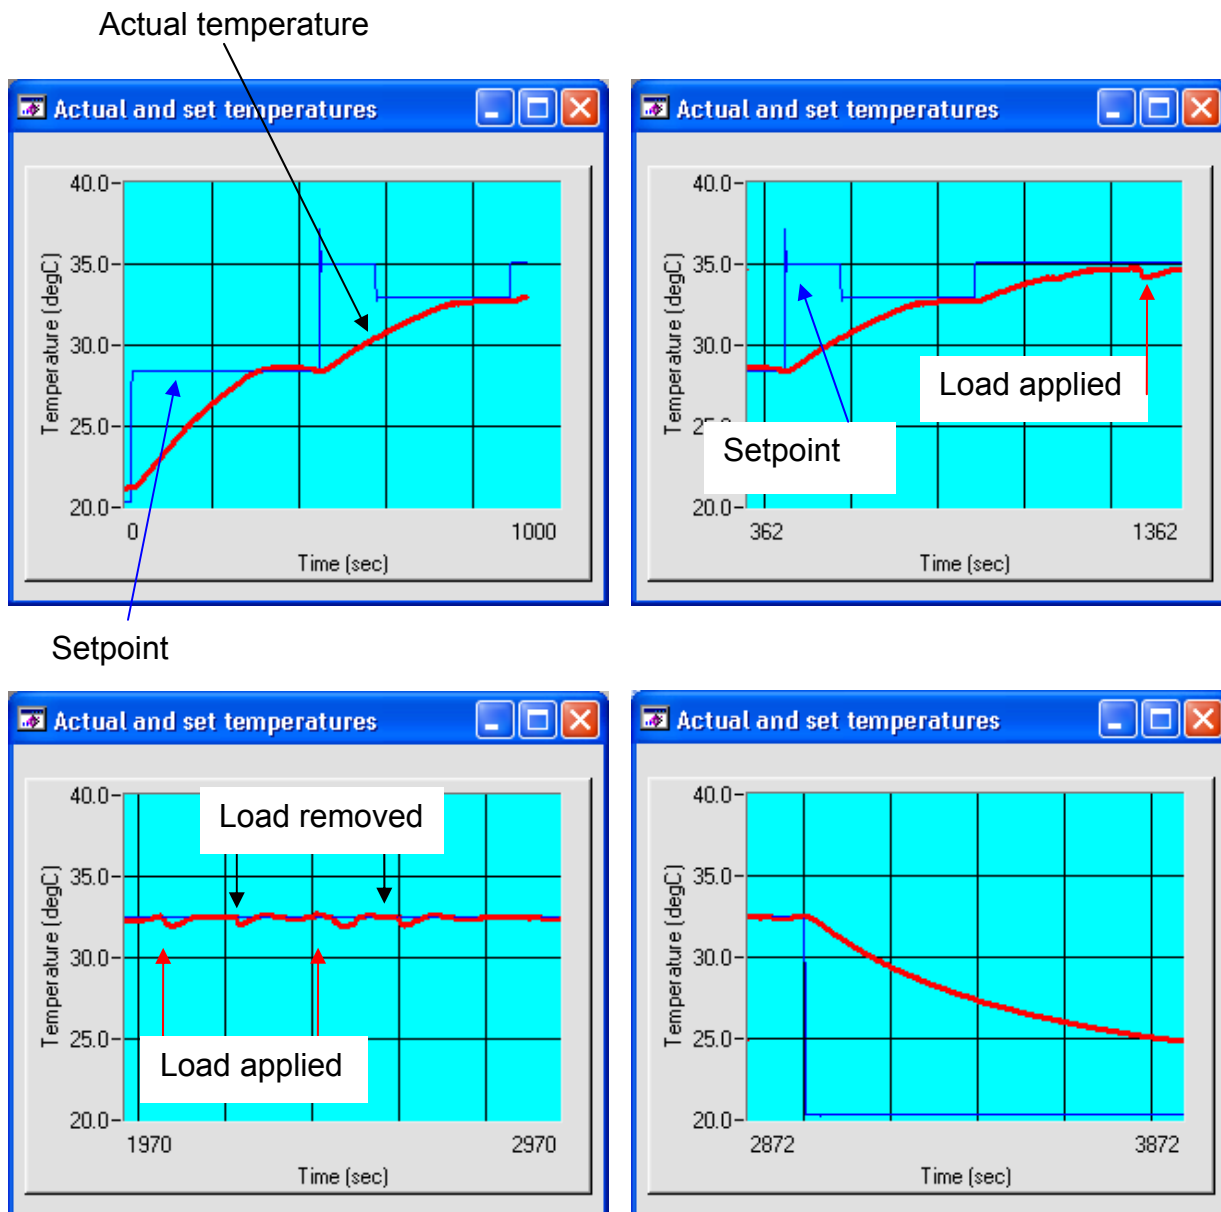 Actual temperature
Actual and set temperatures
40.0
35.0
30.0
25.0
20.0
Temperature (degC)
0
1000
Time (sec)
Setpoint
Actual and set temperatures
40.0
35.0
30.0
20.0
Temperature (degC)
Load applied
Setpoint
362
1362
Time (sec)
Actual and set temperatures
40.0
35.0
30.0
25.0
20.0
Temperature (degC)
Load removed
Load applied
1970
2970
Time (sec)
Actual and set temperatures
40.0
35.0
30.0
25.0
20.0
Temperature (degC)
2872
3872
Time (sec)